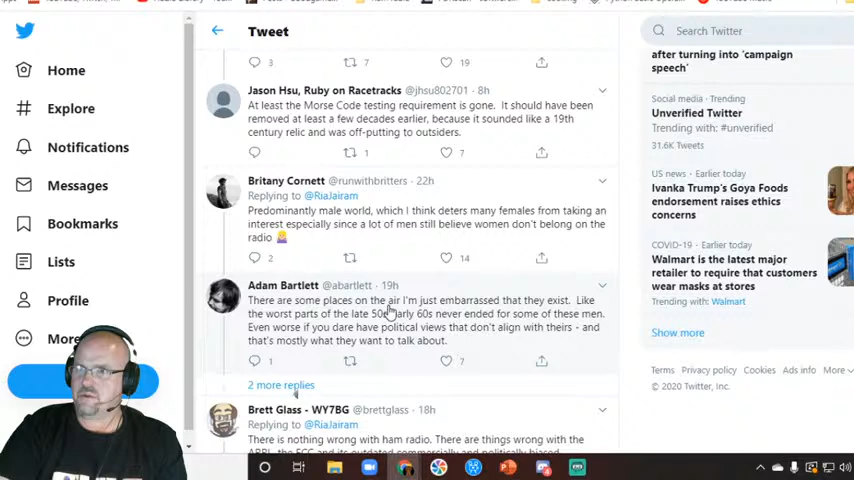 Tweet
Search Twitter
Home
Explore
Notifications
Messages
Bookmarks
Lists
Profile
More
3 7 19
Jason Hsu, Ruby on Racetracks @jhsu802701 · 8h
At least the Morse Code testing requirement is gone. It should have been
removed at least a few decades earlier, because it sounded like a 19th
century relic and was off-putting to outsiders.
1 7
Britany Cornett @runwithbritters · 22h
Replying to @RiaJairam
Predominantly male world, which I think deters many females from taking an
interest especially since a lot of men still believe women don't belong on the
radio
2 14
Adam Bartlett @abartlett · 19h
There are some places on the air I'm just embarrassed that they exist. Like
the worst parts of the late 50s early 60s never ended for some of these men.
Even worse if you dare have political views that don't align with theirs - and
that's mostly what they want to talk about.
1 7
2 more replies
Brett Glass - WY7BG @brettglass · 18h
Replying to @RiaJairam
There is nothing wrong with ham radio. There are things wrong with the
ARRL, the FCC and its outdated commercially and politically biased
after turning into 'campaign
speech'
Social media · Trending
Unverified Twitter
Trending with: #unverified
31.6K Tweets
US news · Earlier today
Ivanka Trump's Goya Foods
endorsement raises ethics
concerns
COVID-19 · Earlier today
Walmart is the latest major
retailer to require that customers
wear masks at stores
Trending with: Walmart
Show more
Terms Privacy policy Cookies Ads info More
© 2020 Twitter, Inc.